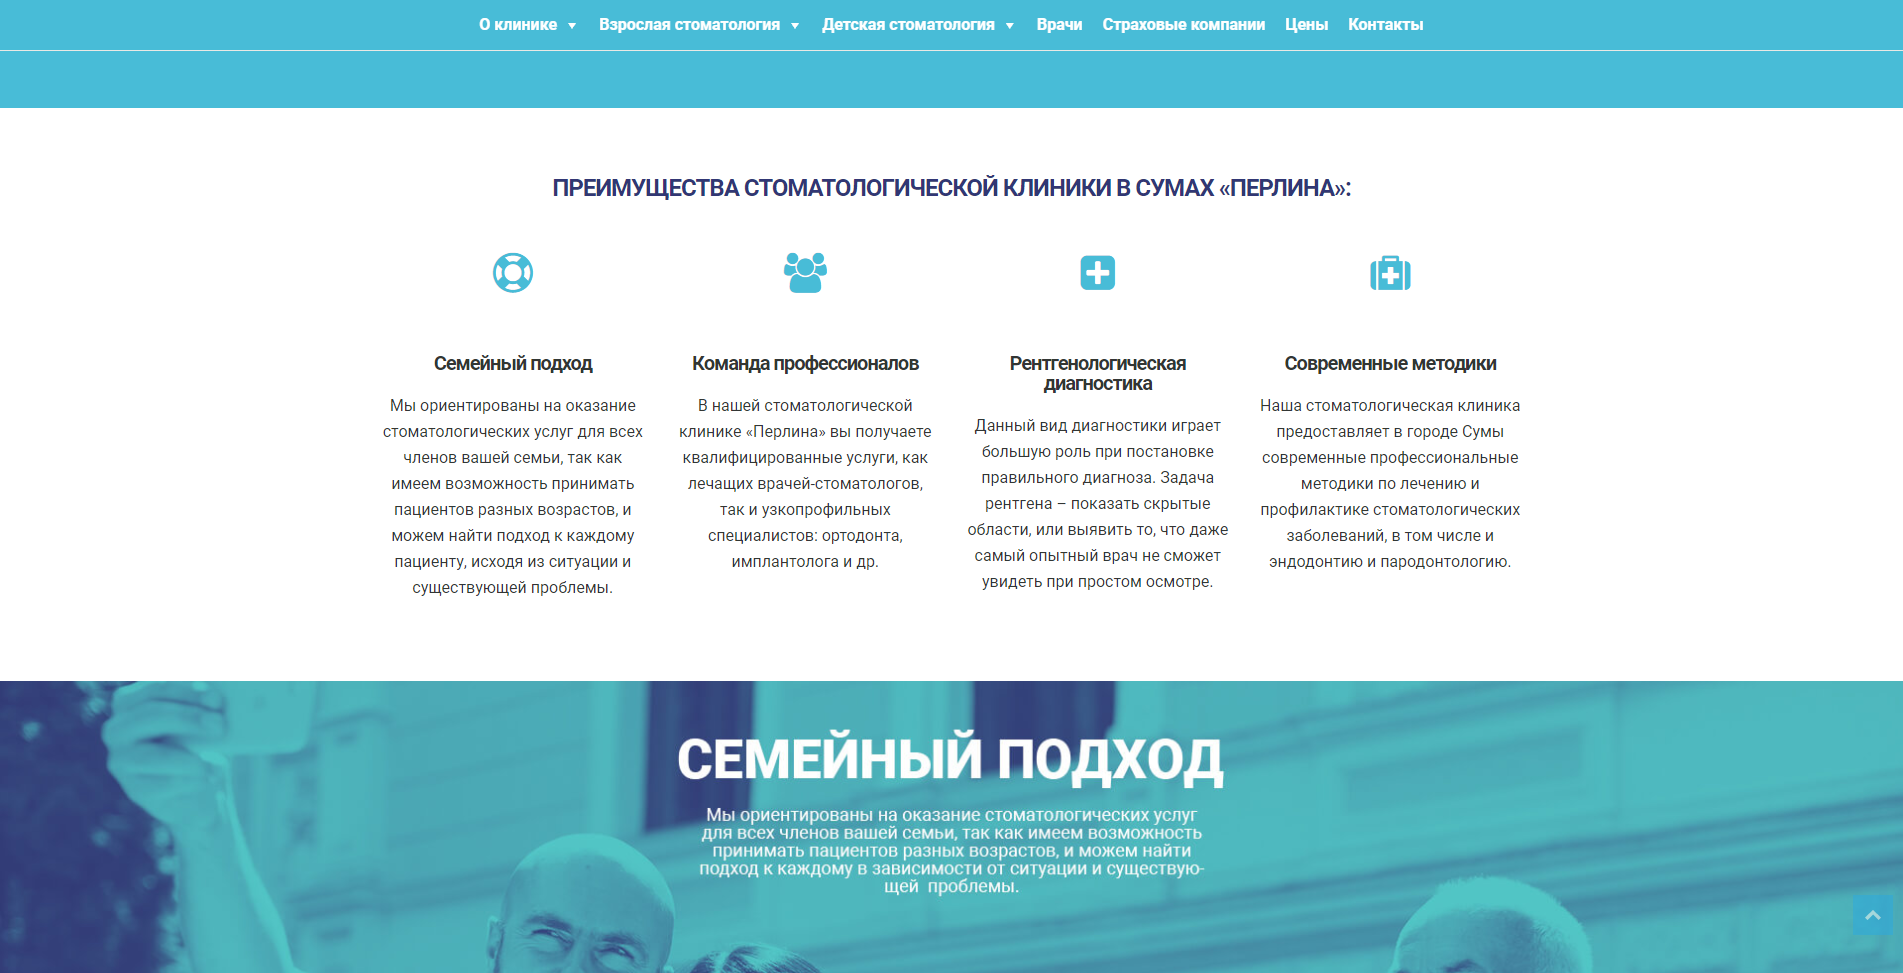 О клинике Взрослая стоматология Детская стоматология Врачи Страховые компании Цены Контакты
ПРЕИМУЩЕСТВА СТОМАТОЛОГИЧЕСКОЙ КЛИНИКИ В СУМАХ «ПЕРЛИНА»:
Семейный подход
Мы ориентированы на оказание
стоматологических услуг для всех
членов вашей семьи, так как
имеем возможность принимать
пациентов разных возрастов, и
можем найти подход к каждому
пациенту, исходя из ситуации и
существующей проблемы.
Команда профессионалов
В нашей стоматологической
клинике «Перлина» вы получаете
квалифицированные услуги, как
лечащих врачей-стоматологов,
так и узкопрофильных
специалистов: ортодонта,
имплантолога и др.
Рентгенологическая
диагностика
Данный вид диагностики играет
большую роль при постановке
правильного диагноза. Задача
рентгена – показать скрытые
области, или выявить то, что даже
самый опытный врач не сможет
увидеть при простом осмотре.
Современные методики
Наша стоматологическая клиника
предоставляет в городе Сумы
современные профессиональные
методики по лечению и
профилактике стоматологических
заболеваний, в том числе и
эндодонтию и пародонтологию.
СЕМЕЙНЫЙ ПОДХОД
Мы ориентированы на оказание стоматологических услуг
для всех членов вашей семьи, так как имеем возможность
принимать пациентов разных возрастов, и можем найти
подход к каждому в зависимости от ситуации и существую-
щей проблемы.